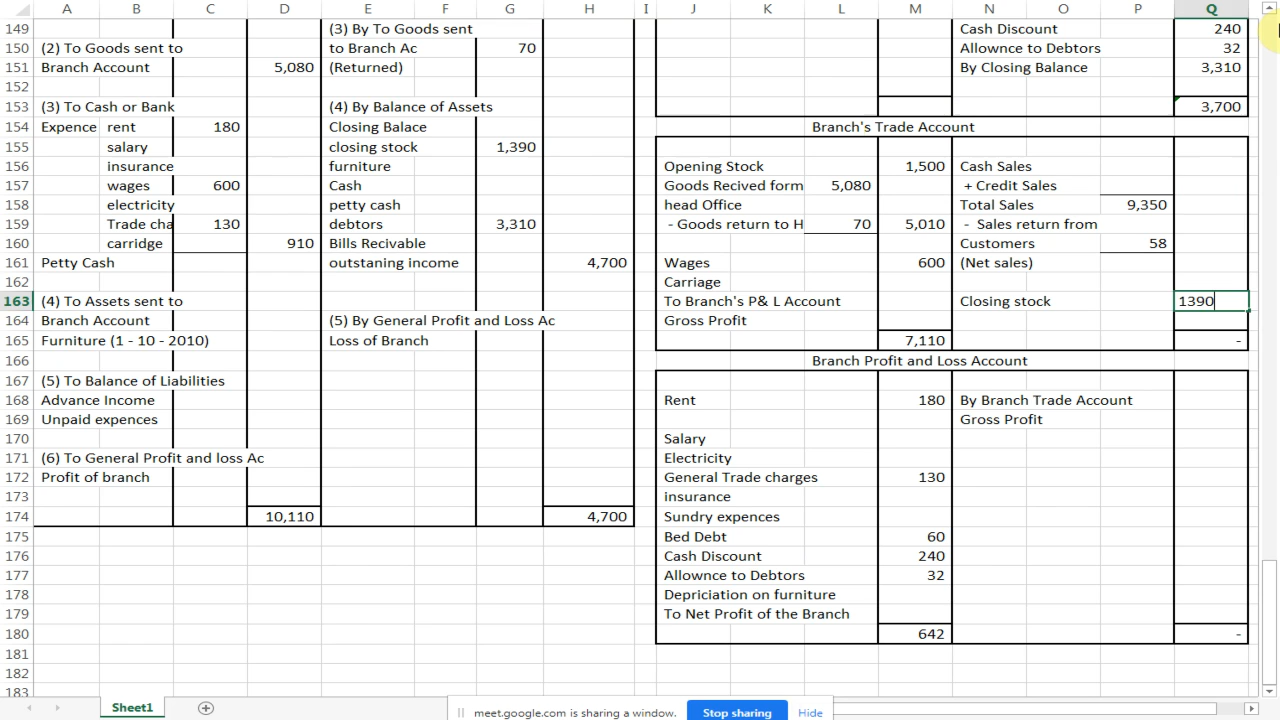 A B C D E F G H I J K L M N O P Q
149 (3) By To Goods sent Cash Discount 240
150 (2) To Goods sent to to Branch Ac 70 Allownce to Debtors 32
151 Branch Account 5,080 (Returned) By Closing Balance 3,310
152
153 (3) To Cash or Bank (4) By Balance of Assets 3,700
154 Expence rent 180 Closing Balace Branch's Trade Account
155 salary closing stock 1,390
156 insurance furniture Opening Stock 1,500 Cash Sales
157 wages 600 Cash Goods Recived form 5,080 + Credit Sales
158 electricity petty cash head Office Total Sales 9,350
159 Trade cha 130 debtors 3,310 - Goods return to H 70 5,010 - Sales return from
160 carridge 910 Bills Recivable Customers 58
161 Petty Cash outstaning income 4,700 Wages 600 (Net sales)
162 Carriage
163 (4) To Assets sent to To Branch's P& L Account Closing stock 1390
164 Branch Account (5) By General Profit and Loss Ac Gross Profit
165 Furniture (1 - 10 - 2010) Loss of Branch 7,110 -
166 Branch Profit and Loss Account
167 (5) To Balance of Liabilities
168 Advance Income Rent 180 By Branch Trade Account
169 Unpaid expences Gross Profit
170 Salary
171 (6) To General Profit and loss Ac Electricity
172 Profit of branch General Trade charges 130
173 insurance
174 10,110 4,700 Sundry expences
175 Bed Debt 60
176 Cash Discount 240
177 Allownce to Debtors 32
178 Depriciation on furniture
179 To Net Profit of the Branch
180 642 -
181
182
183
Sheet1
meet.google.com is sharing a window. Stop sharing Hide